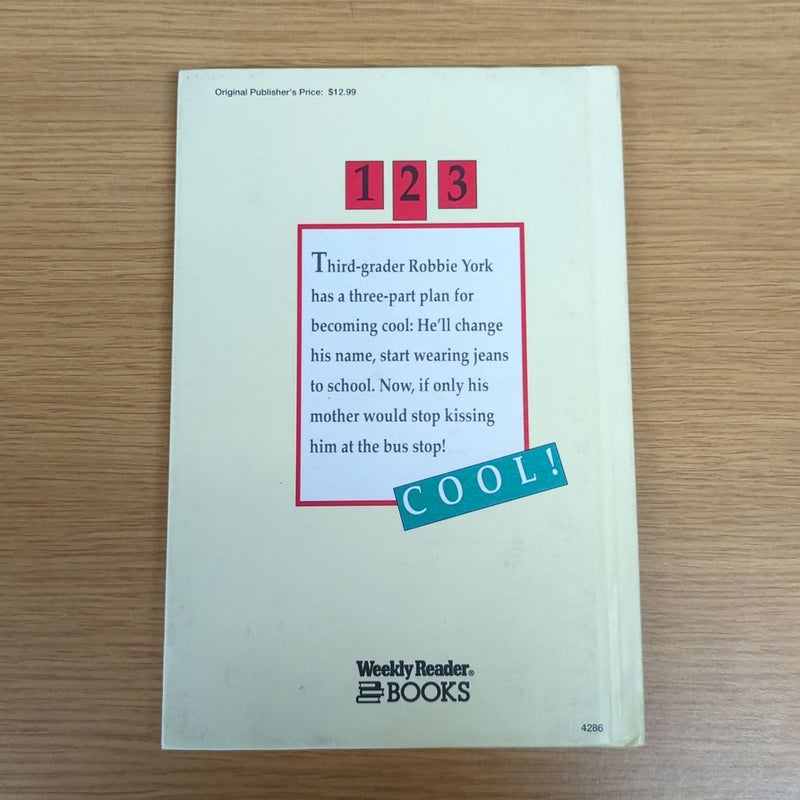 Original Publisher's Price: $12.99
1 2 3
Third-grader Robbie York
has a three-part plan for
becoming cool: He'll change
his name, start wearing jeans
to school. Now, if only his
mother would stop kissing
him at the bus stop!
COOL!
Weekly Reader®
BOOKS
4286